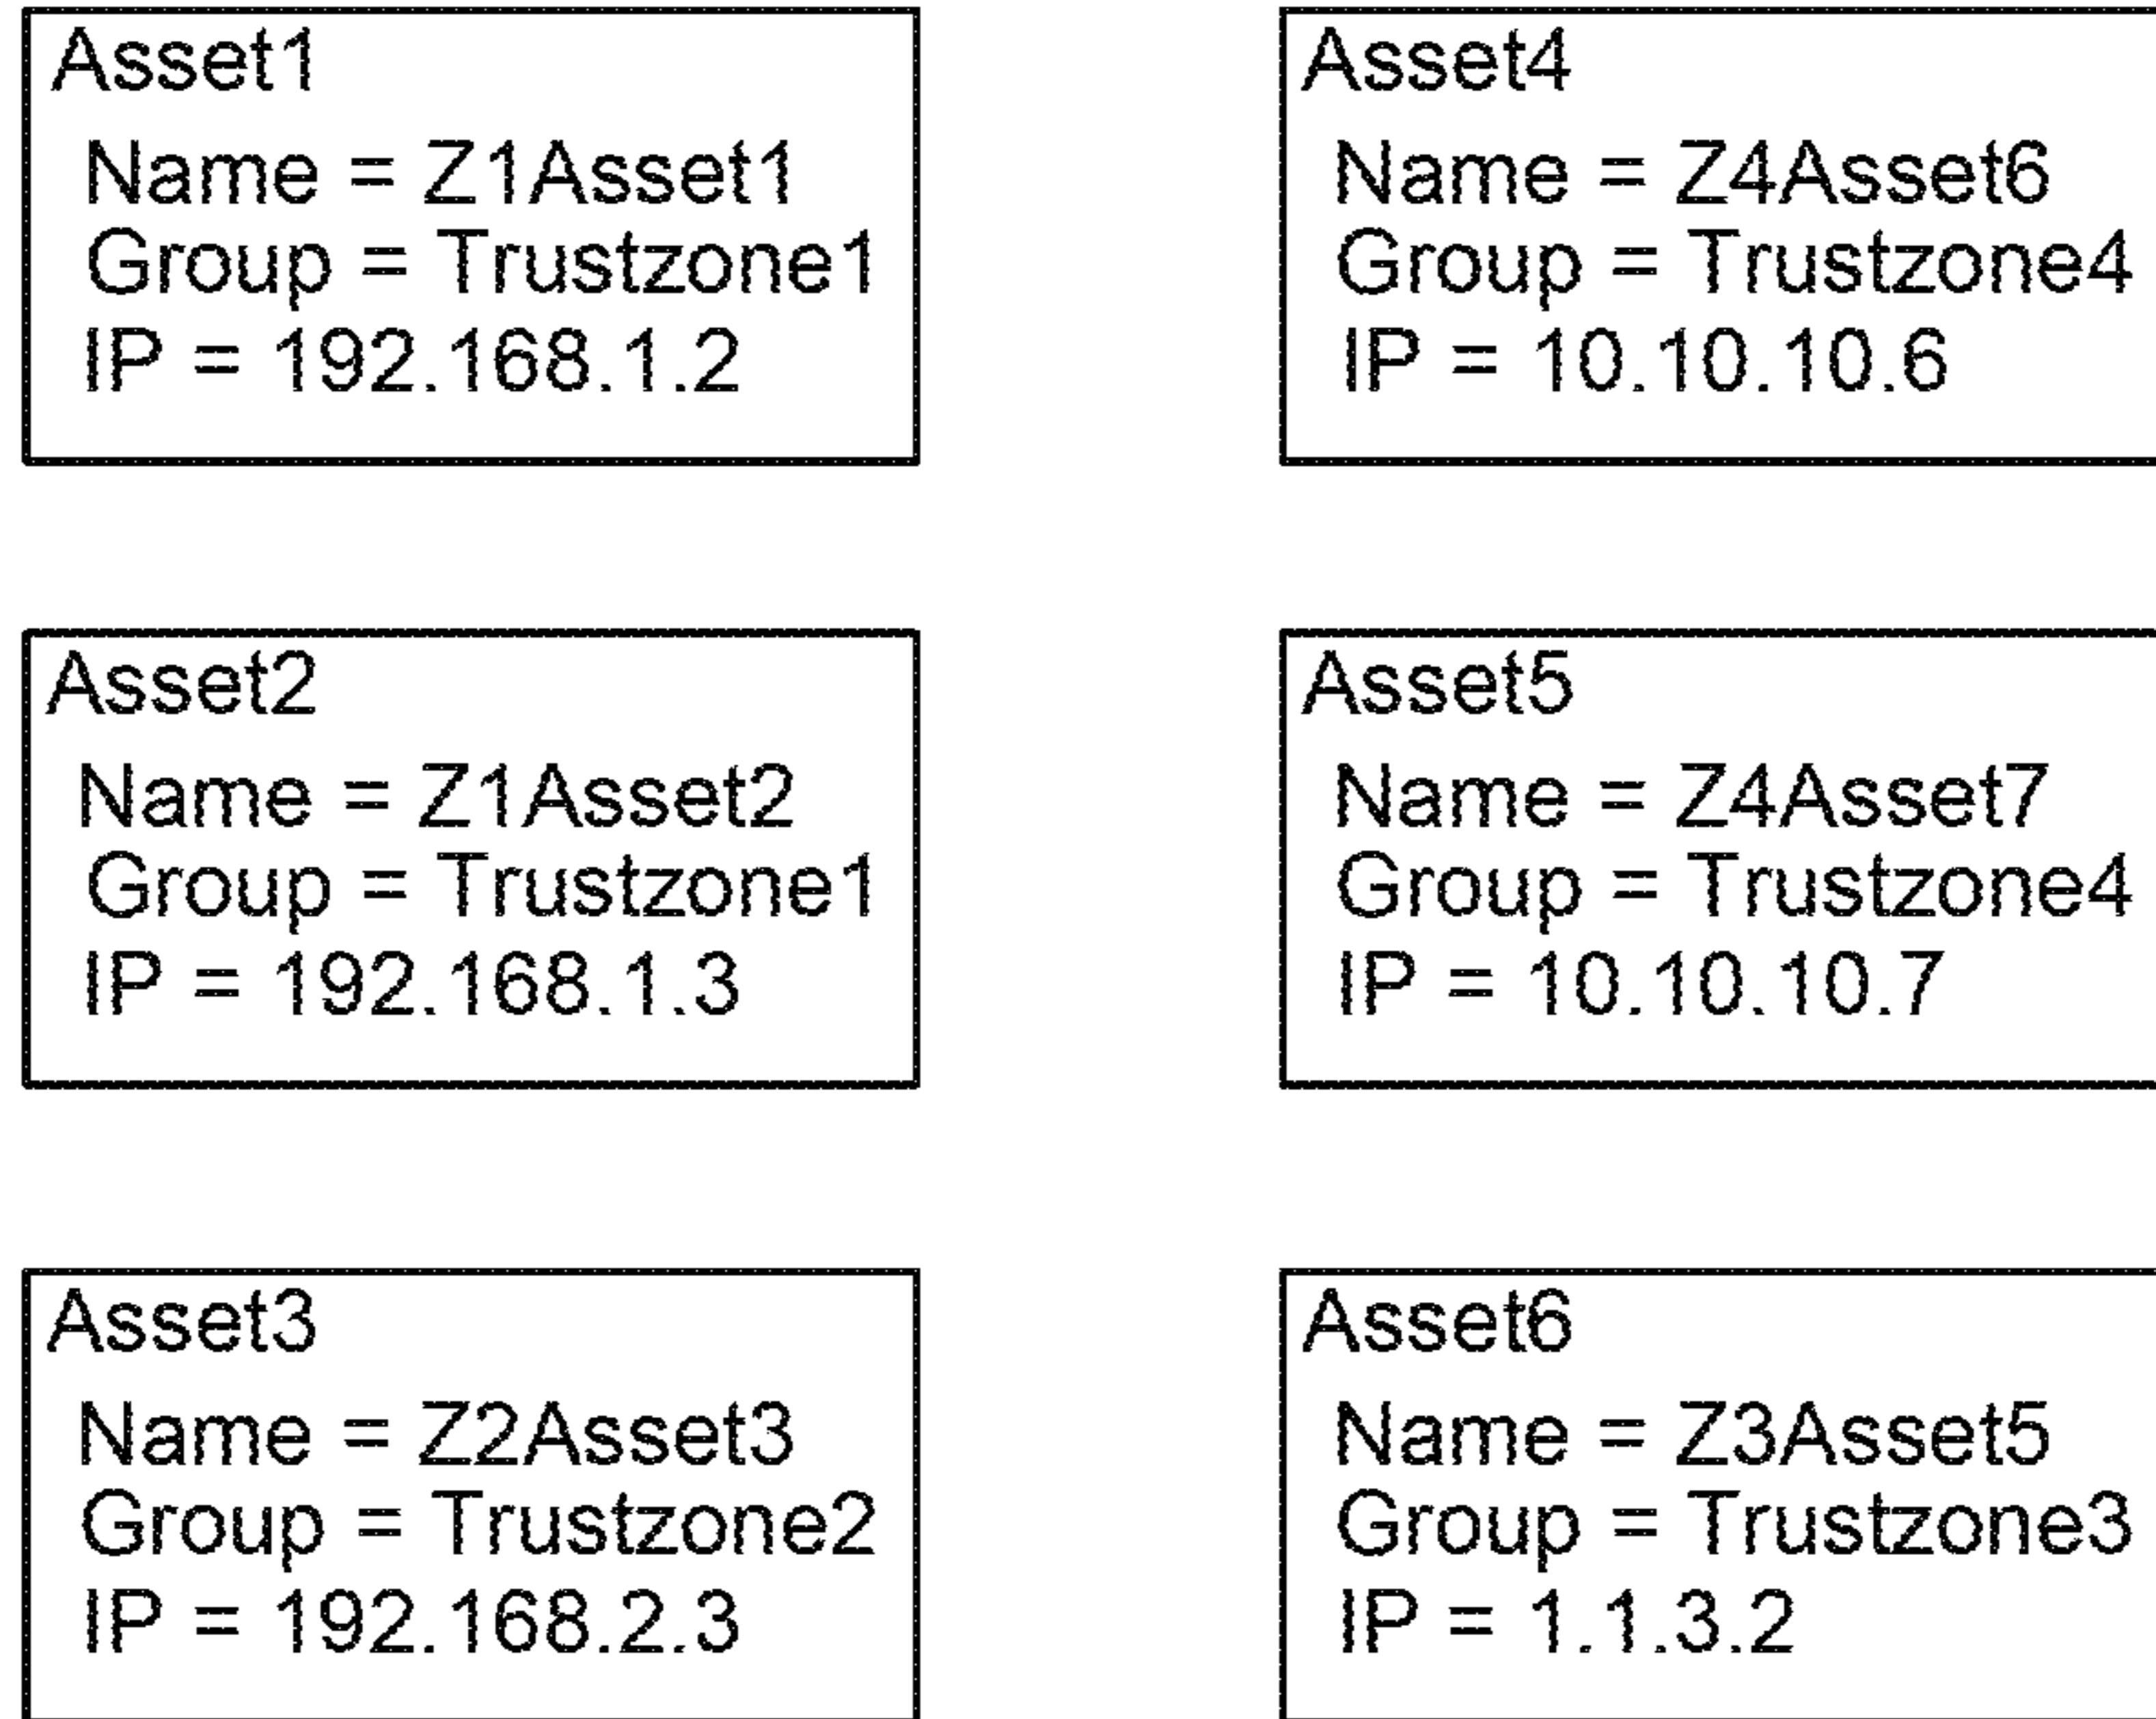 Asset1
Name = Z1Asset1
Group = Trustzone1
IP = 192.168.1.2
Asset2
Name = Z1Asset2
Group = Trustzone1
IP = 192.168.1.3
Asset3
Name = Z2Asset3
Group = Trustzone2
IP = 192.168.2.3
Asset4
Name = Z4Asset6
Group = Trustzone4
IP = 10.10.10.6
Asset5
Name = Z4Asset7
Group = Trustzone4
IP = 10.10.10.7
Asset6
Name = Z3Asset5
Group = Trustzone3
IP = 1.1.3.2